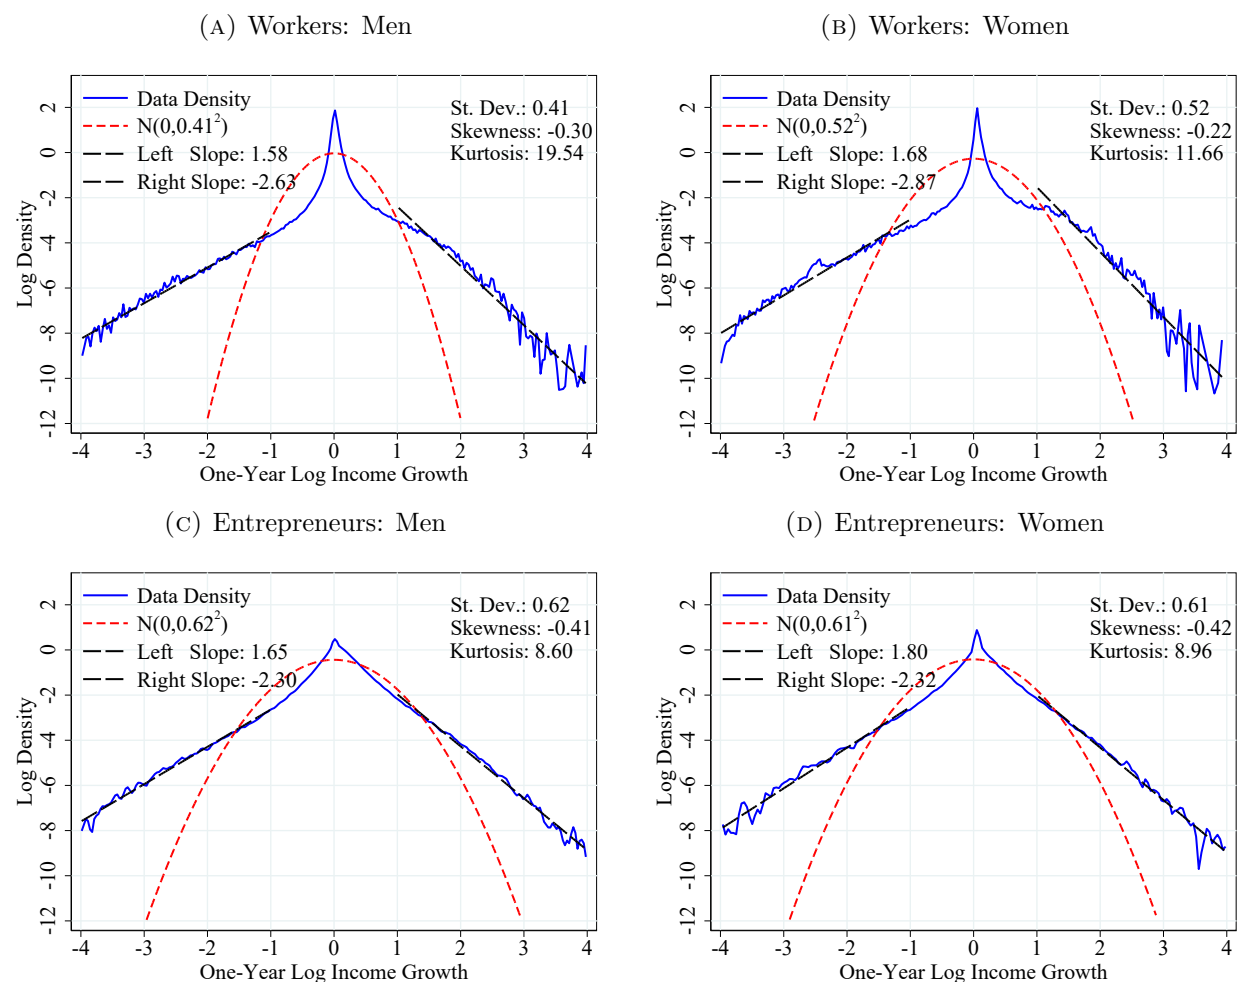 (A) Workers: Men
Data Density
N(0,0.41²)
Left Slope: 1.58
Right Slope: -2.63
St. Dev.: 0.41
Skewness: -0.30
Kurtosis: 19.54
Log Density
2
0
-2
-4
-6
-8
-10
-12
-4 -3 -2 -1 0 1 2 3 4
One-Year Log Income Growth
(B) Workers: Women
Data Density
N(0,0.52²)
Left Slope: 1.68
Right Slope: -2.87
St. Dev.: 0.52
Skewness: -0.22
Kurtosis: 11.66
Log Density
2
0
-2
-4
-6
-8
-10
-12
-4 -3 -2 -1 0 1 2 3 4
One-Year Log Income Growth
(C) Entrepreneurs: Men
Data Density
N(0,0.62²)
Left Slope: 1.65
Right Slope: -2.30
St. Dev.: 0.62
Skewness: -0.41
Kurtosis: 8.60
Log Density
2
0
-2
-4
-6
-8
-10
-12
-4 -3 -2 -1 0 1 2 3 4
One-Year Log Income Growth
(D) Entrepreneurs: Women
Data Density
N(0,0.61²)
Left Slope: 1.80
Right Slope: -2.32
St. Dev.: 0.61
Skewness: -0.42
Kurtosis: 8.96
Log Density
2
0
-2
-4
-6
-8
-10
-12
-4 -3 -2 -1 0 1 2 3 4
One-Year Log Income Growth